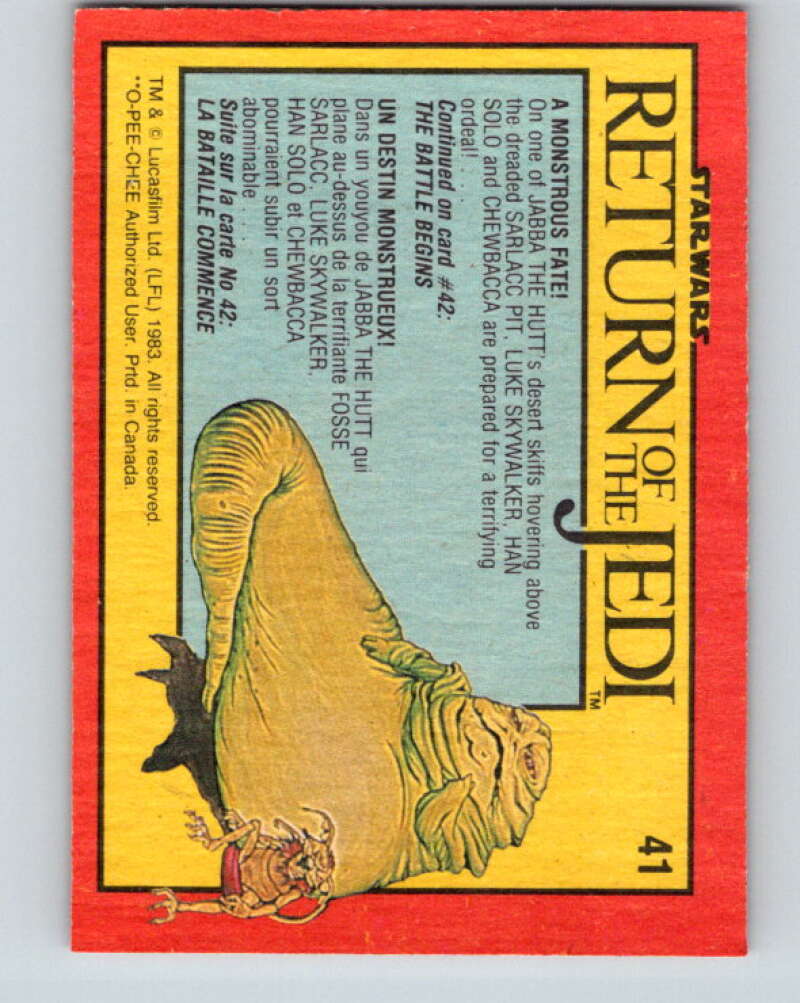 STAR WARS
RETURN OF THE JEDI
TM
41
A MONSTROUS FATE!
On one of JABBA THE HUTT's desert skiffs hovering above
the dreaded SARLACC PIT, LUKE SKYWALKER, HAN
SOLO and CHEWBACCA are prepared for a terrifying
ordeal! . . .
Continued on card #42:
THE BATTLE BEGINS
UN DESTIN MONSTRUEUX!
Dans un youyou de JABBA THE HUTT qui
plane au-dessus de la terrifiante FOSSE
SARLACC, LUKE SKYWALKER,
HAN SOLO et CHEWBACCA
pourraient subir un sort
abominable . . .
Suite sur la carte No 42:
LA BATAILLE COMMENCE
TM & © Lucasfilm Ltd. (LFL) 1983. All rights reserved.
**O-PEE-CHEE Authorized User. Prtd. in Canada.